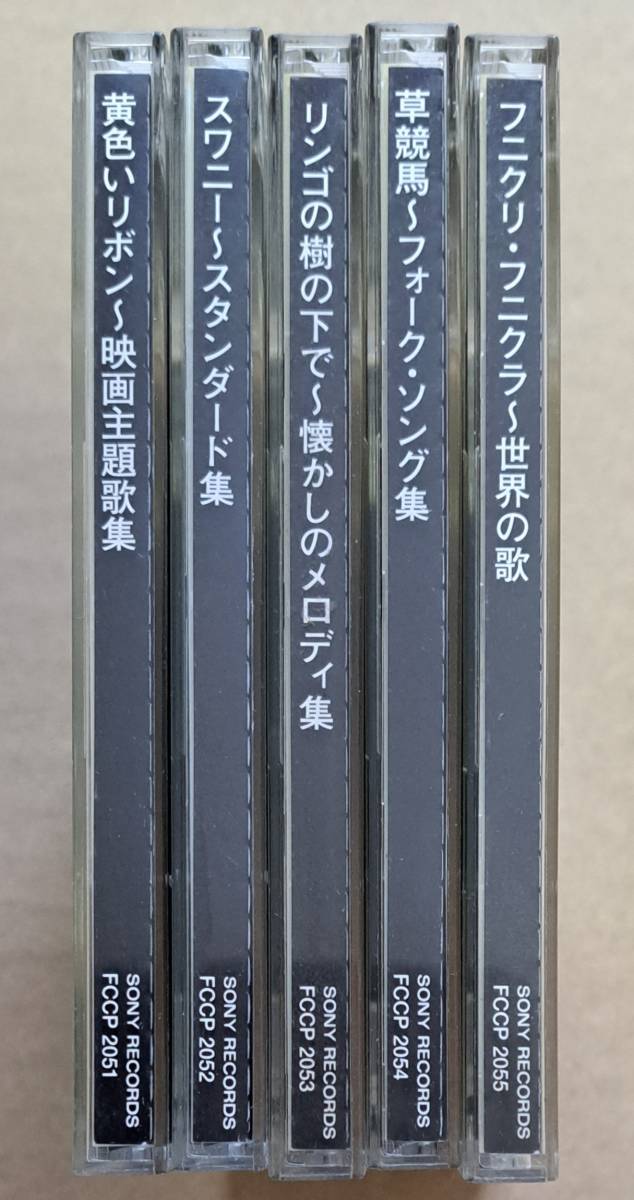 黄色いリボン〜映画主題歌集
SONY RECORDS
FCCP 2051
スワニー〜スタンダード集
SONY RECORDS
FCCP 2052
リンゴの樹の下で〜懐かしのメロディ集
SONY RECORDS
FCCP 2053
草競馬〜フォーク・ソング集
SONY RECORDS
FCCP 2054
フニクリ・フニクラ〜世界の歌
SONY RECORDS
FCCP 2055